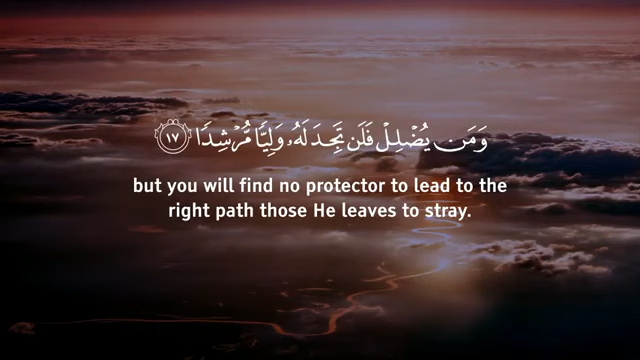 وَمَن يُضْلِلْ فَلَن تَجِدَ لَهُۥ وَلِيًّا مُّرْشِدًا ١٧
but you will find no protector to lead to the
right path those He leaves to stray.